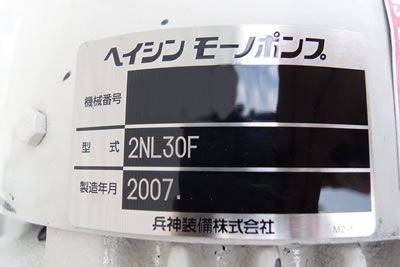 ヘイシン モーノポンプ
機械番号
型式 2NL30F
製造年月 2007.
兵神装備株式会社